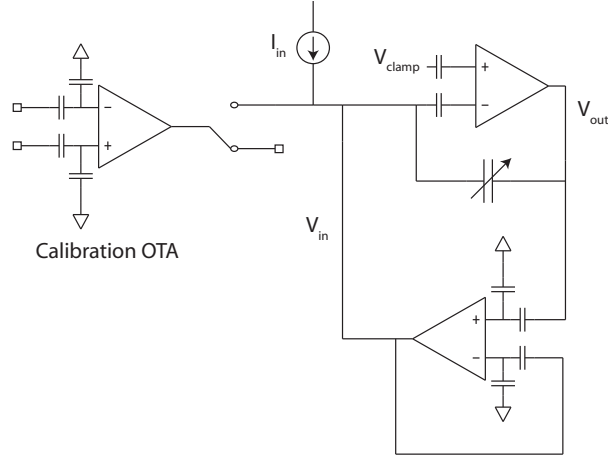 I_in
V_clamp
+
−
V_out
−
+
Calibration OTA
V_in
+
−